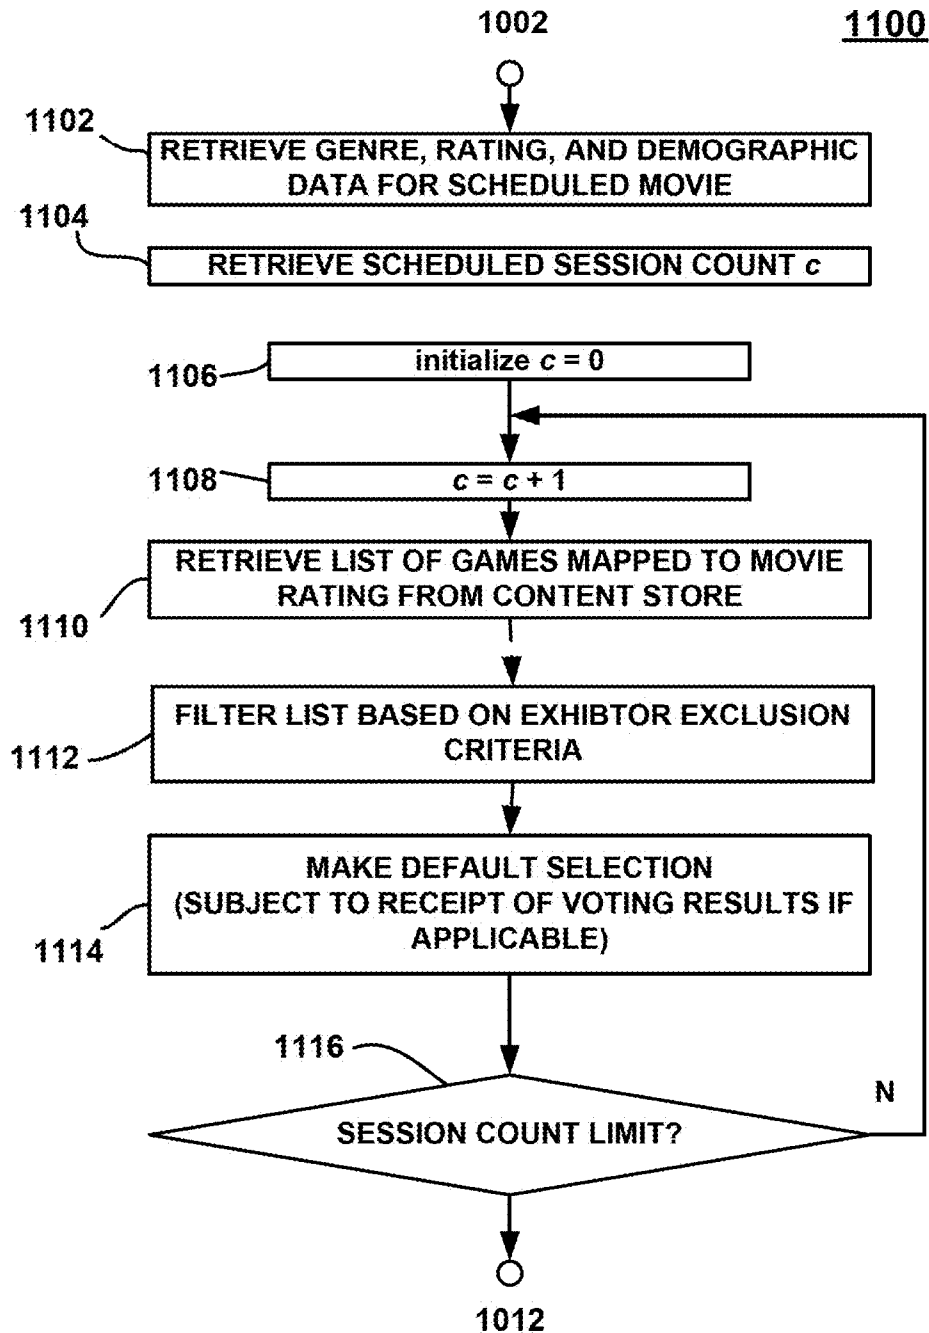 1002
1100
1102
RETRIEVE GENRE, RATING, AND DEMOGRAPHIC
DATA FOR SCHEDULED MOVIE
1104
RETRIEVE SCHEDULED SESSION COUNT c
1106
initialize c = 0
1108
c = c + 1
RETRIEVE LIST OF GAMES MAPPED TO MOVIE
RATING FROM CONTENT STORE
1110
FILTER LIST BASED ON EXHIBTOR EXCLUSION
CRITERIA
1112
MAKE DEFAULT SELECTION
(SUBJECT TO RECEIPT OF VOTING RESULTS IF
APPLICABLE)
1114
1116
N
SESSION COUNT LIMIT?
1012